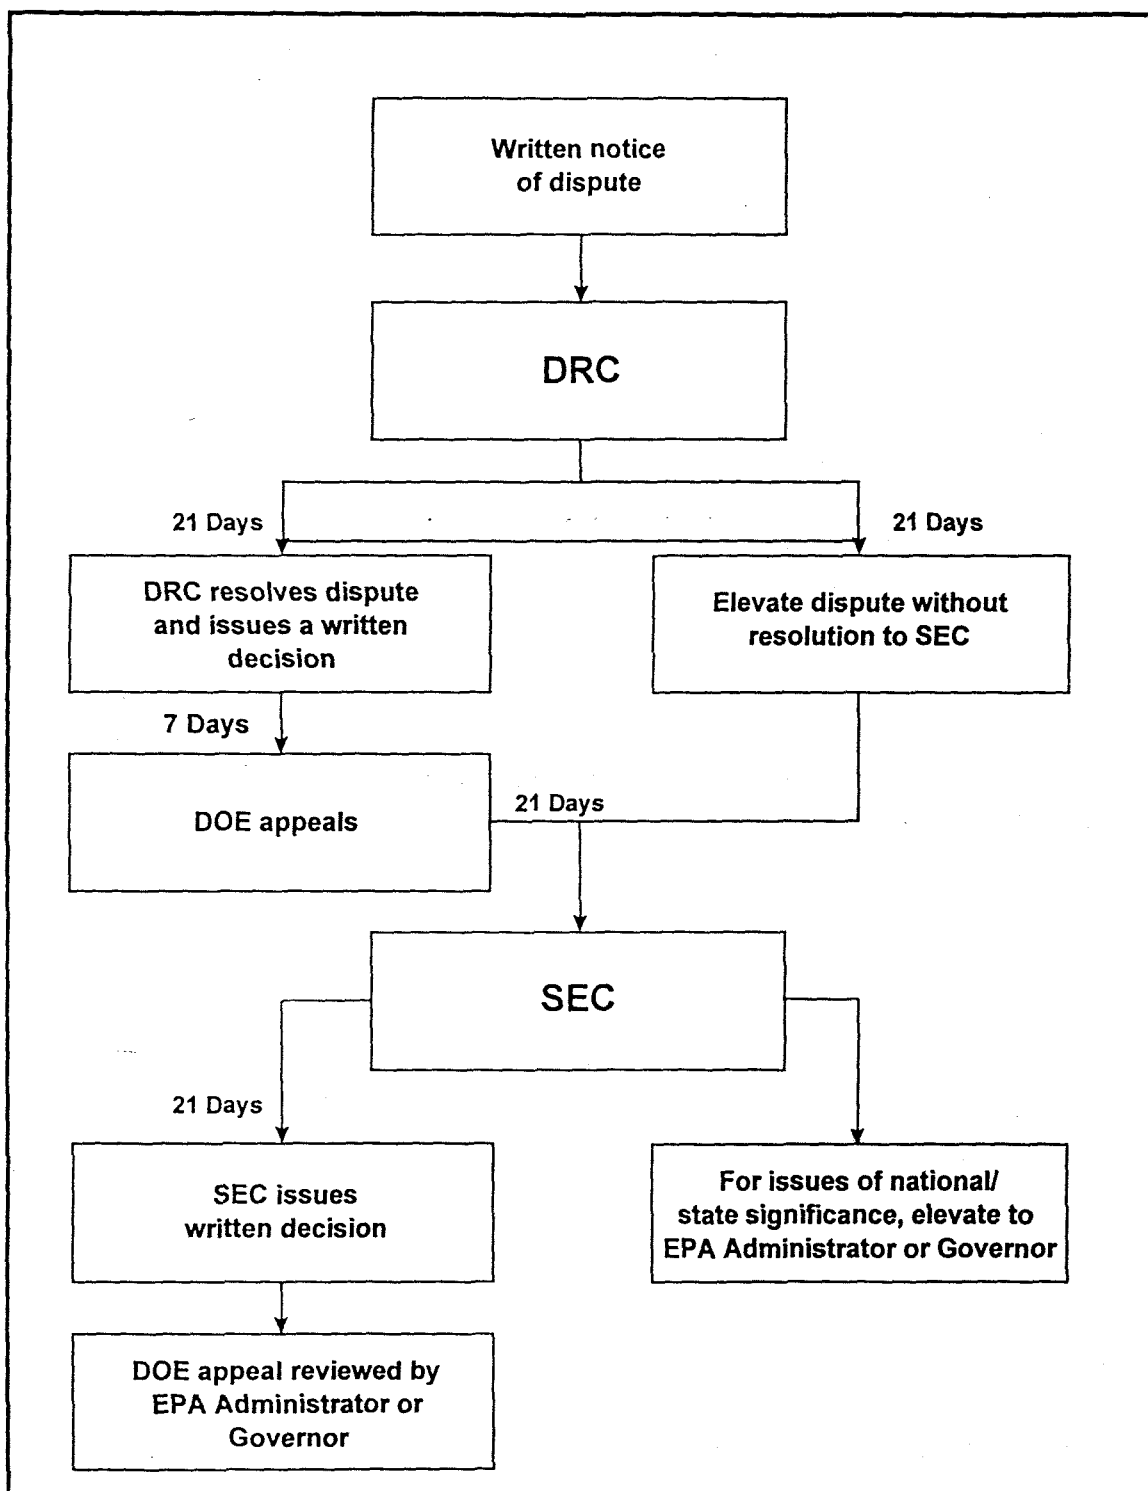 Written notice
of dispute
DRC
21 Days
21 Days
DRC resolves dispute
and issues a written
decision
Elevate dispute without
resolution to SEC
7 Days
DOE appeals
21 Days
SEC
21 Days
SEC issues
written decision
For issues of national/
state significance, elevate to
EPA Administrator or Governor
DOE appeal reviewed by
EPA Administrator or
Governor